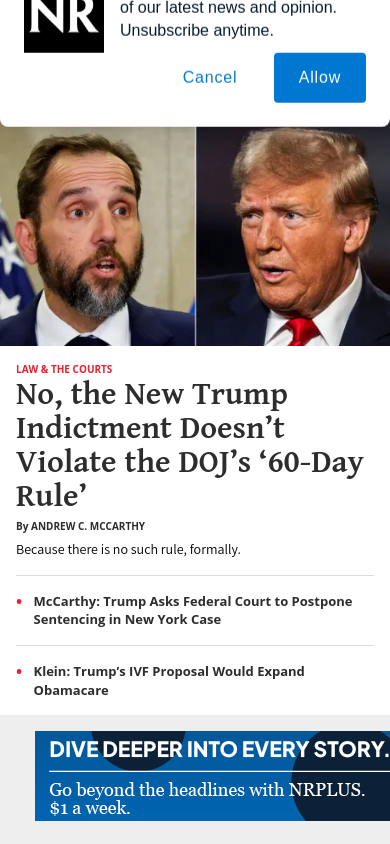 NR
of our latest news and opinion.
Unsubscribe anytime.
Cancel
Allow
LAW & THE COURTS
No, the New Trump
Indictment Doesn’t
Violate the DOJ’s ‘60-Day
Rule’
By ANDREW C. MCCARTHY
Because there is no such rule, formally.
• McCarthy: Trump Asks Federal Court to Postpone
Sentencing in New York Case
• Klein: Trump’s IVF Proposal Would Expand
Obamacare
DIVE DEEPER INTO EVERY STORY.
Go beyond the headlines with NRPLUS.
$1 a week.